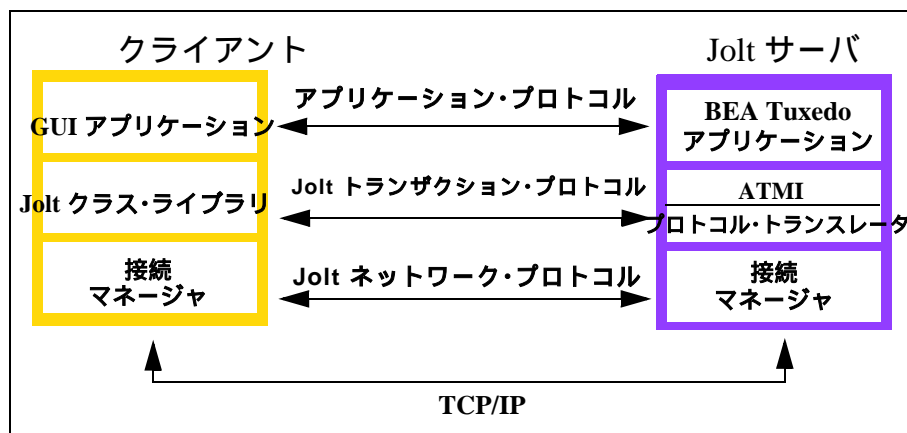 クライアント
Jolt サーバ
アプリケーション・プロトコル
GUI アプリケーション
BEA Tuxedo
アプリケーション
Jolt トランザクション・プロトコル
Jolt クラス・ライブラリ
ATMI
プロトコル・トランスレータ
Jolt ネットワーク・プロトコル
接続
マネージャ
接続
マネージャ
TCP/IP